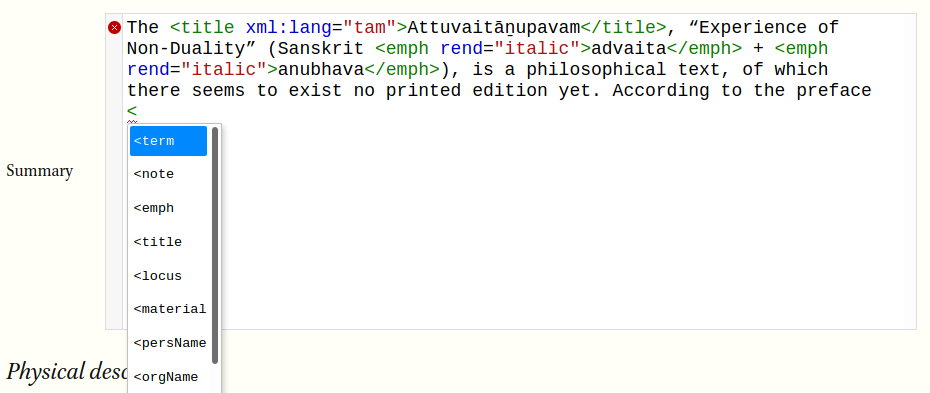 The <title xml:lang="tam">Attuvaitāṉupavam</title>, “Experience of
Non-Duality” (Sanskrit <emph rend="italic">advaita</emph> + <emph
rend="italic">anubhava</emph>), is a philosophical text, of which
there seems to exist no printed edition yet. According to the preface
<
<term
<note
Summary
<emph
<title
<locus
<material
<persName
Physical desc
<orgName